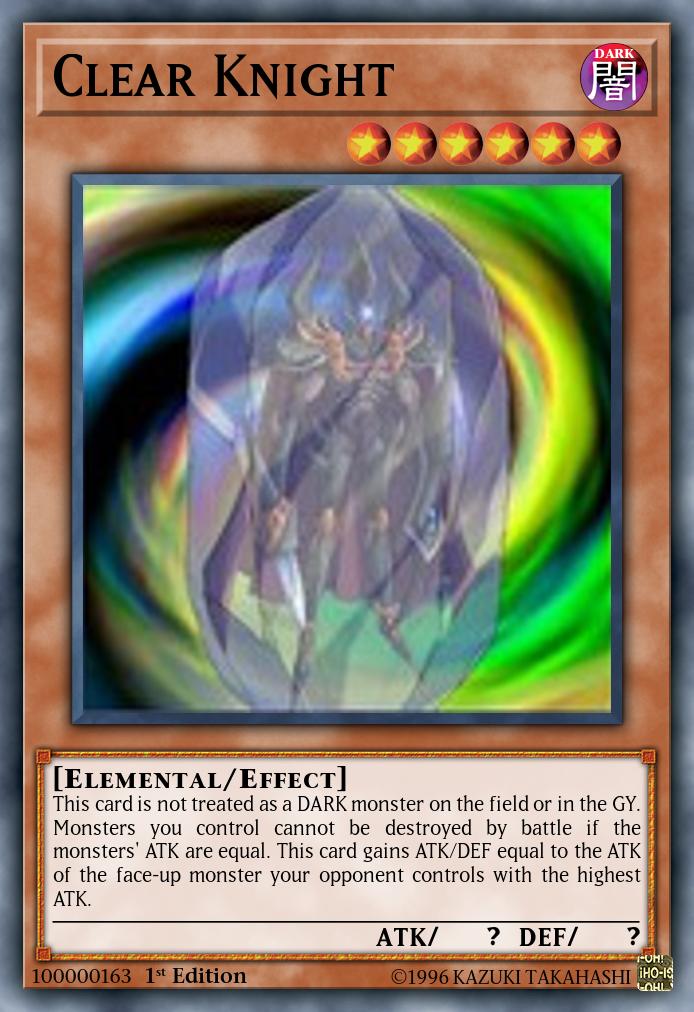 Clear Knight
DARK
闇
[Elemental/Effect]
This card is not treated as a DARK monster on the field or in the GY.
Monsters you control cannot be destroyed by battle if the
monsters' ATK are equal. This card gains ATK/DEF equal to the ATK
of the face-up monster your opponent controls with the highest
ATK.
ATK/ ? DEF/ ?
100000163 1st Edition ©1996 KAZUKI TAKAHASHI